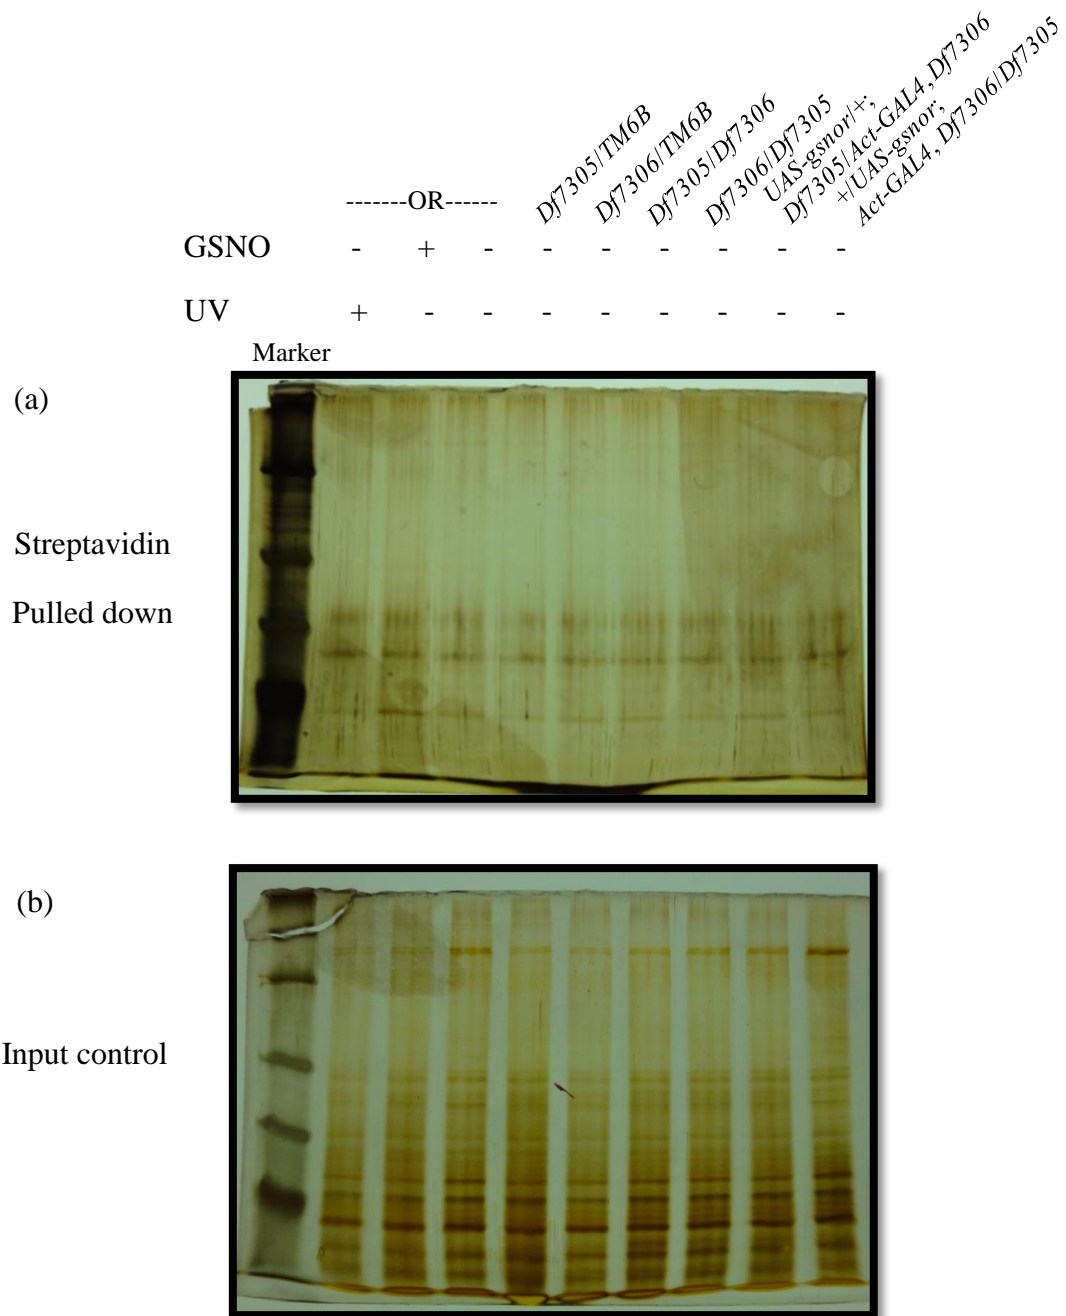 -------OR------
Df7305/TM6B
Df7306/TM6B
Df7305/Df7306
Df7306/Df7305
UAS-gsnor/+;
Df7305/Act-GAL4, Df7306
+/UAS-gsnor;
Act-GAL4, Df7306/Df7305
GSNO - + - - - - - - -
UV + - - - - - - - -
Marker
(a)
Streptavidin
Pulled down
(b)
Input control